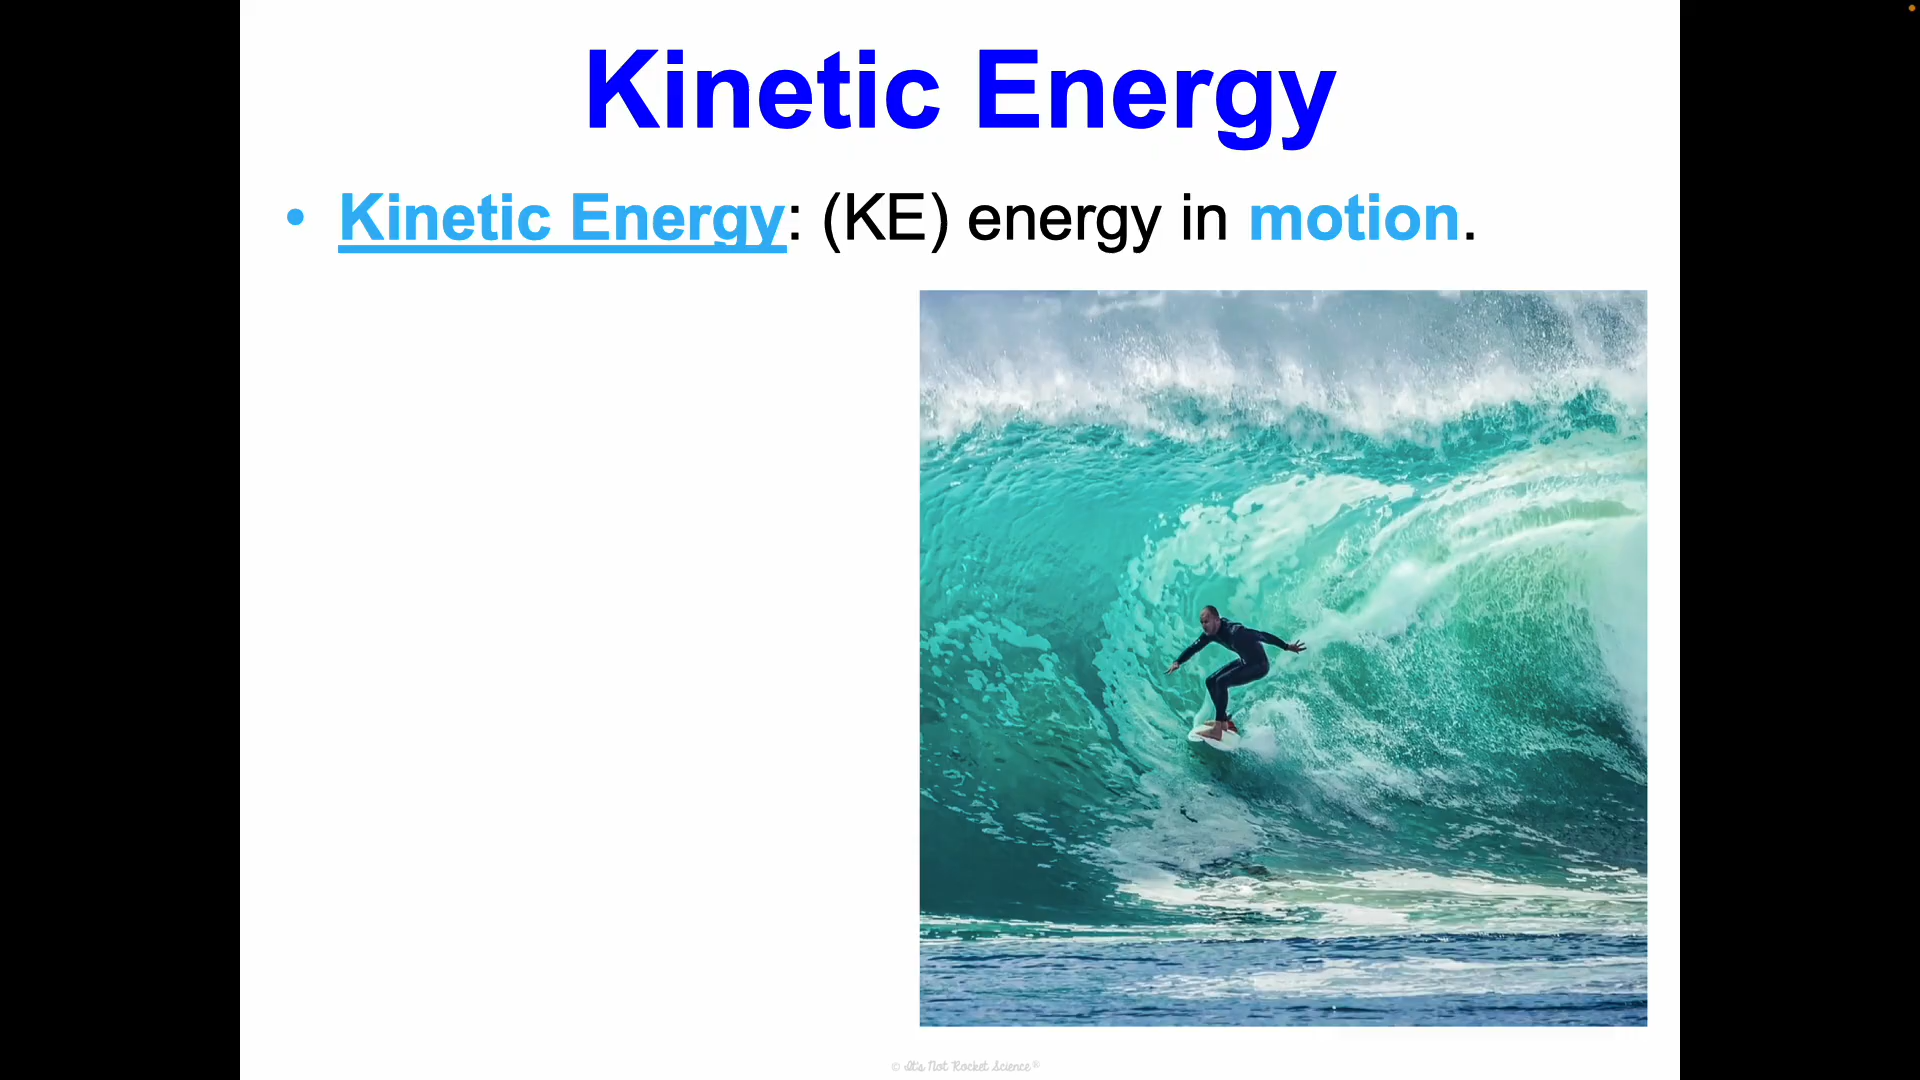 Kinetic Energy
• Kinetic Energy: (KE) energy in motion.
© It's Not Rocket Science®